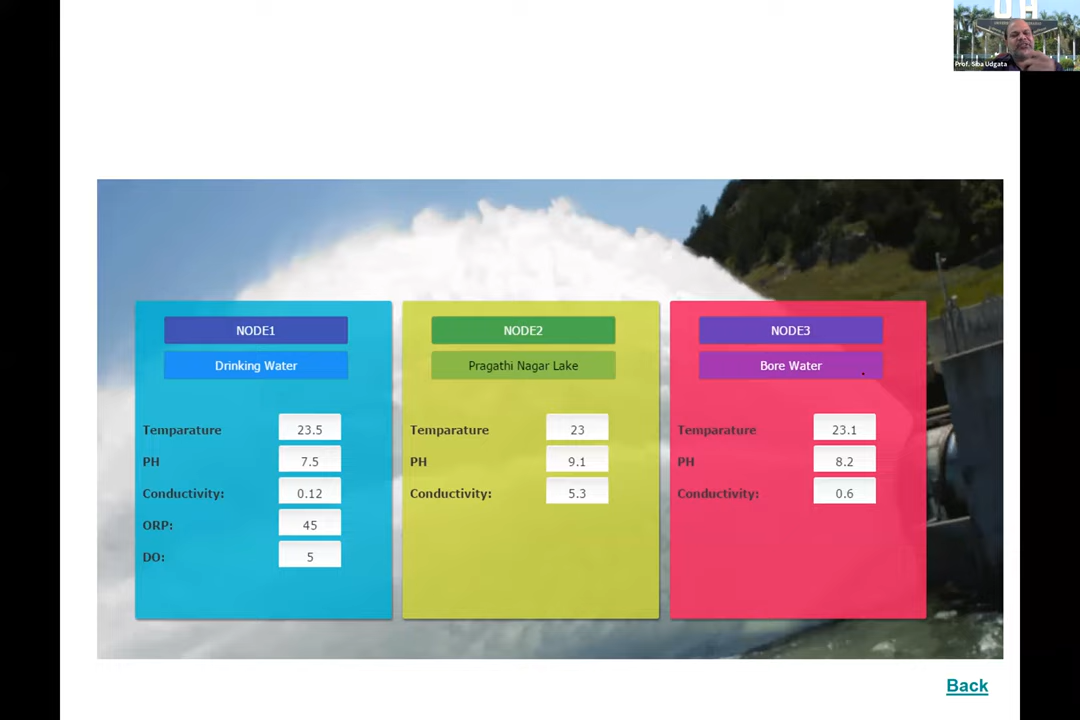 UH
Prof. Siba Udgata
NODE1
Drinking Water
Temparature 23.5
PH 7.5
Conductivity: 0.12
ORP: 45
DO: 5
NODE2
Pragathi Nagar Lake
Temparature 23
PH 9.1
Conductivity: 5.3
NODE3
Bore Water
Temparature 23.1
PH 8.2
Conductivity: 0.6
Back